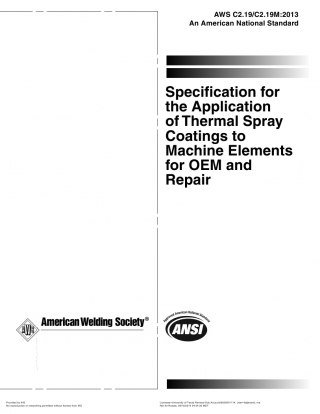 AWS C2.19/C2.19M:2013
An American National Standard
Specification for
the Application
of Thermal Spray
Coatings to
Machine Elements
for OEM and
Repair
AWS
American Welding Society®
ANSI